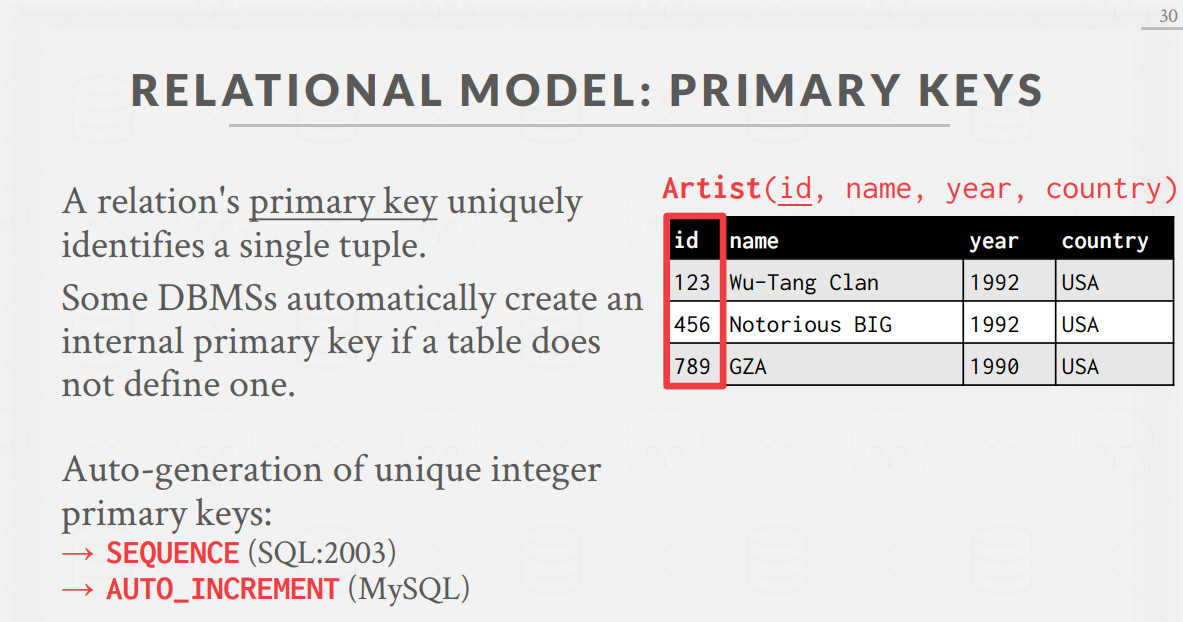 30
RELATIONAL MODEL: PRIMARY KEYS
A relation's primary key uniquely
identifies a single tuple.
Some DBMSs automatically create an
internal primary key if a table does
not define one.
Auto-generation of unique integer
primary keys:
→ SEQUENCE (SQL:2003)
→ AUTO_INCREMENT (MySQL)
Artist(id, name, year, country)
id name year country
123 Wu-Tang Clan 1992 USA
456 Notorious BIG 1992 USA
789 GZA 1990 USA